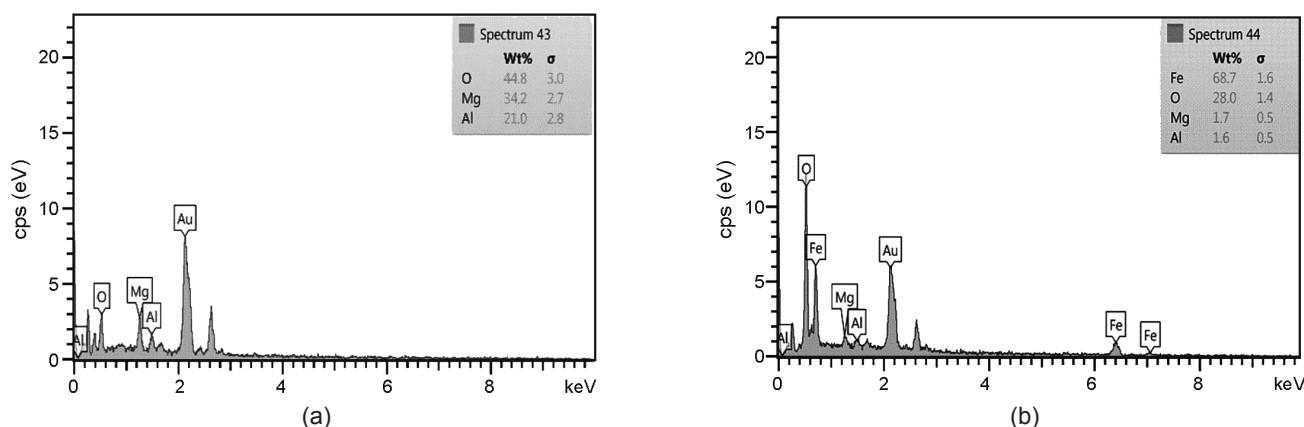 Spectrum 43
Wt% σ
O 44.8 3.0
Mg 34.2 2.7
Al 21.0 2.8
20
15
10
5
0
cps (eV)
Al
O
Mg
Al
Au
0 2 4 6 8 keV
(a)
Spectrum 44
Wt% σ
Fe 68.7 1.6
O 28.0 1.4
Mg 1.7 0.5
Al 1.6 0.5
20
15
10
5
0
cps (eV)
Al
O
Fe
Mg
Al
Au
Fe
Fe
0 2 4 6 8 keV
(b)